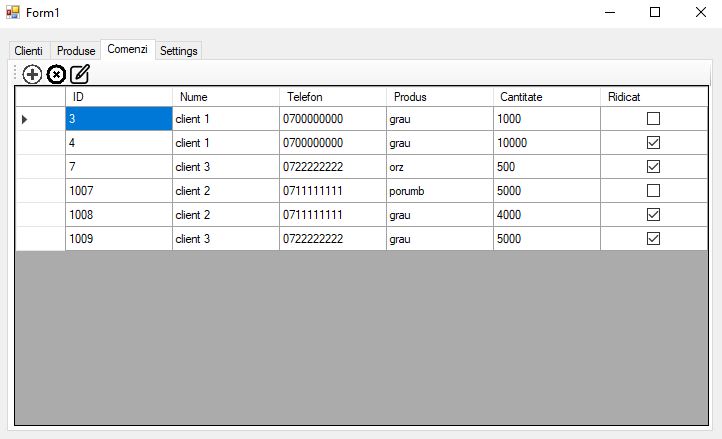 Form1
Clienti Produse Comenzi Settings
ID Nume Telefon Produs Cantitate Ridicat
3 client 1 0700000000 grau 1000
4 client 1 0700000000 grau 10000
7 client 3 0722222222 orz 500
1007 client 2 0711111111 porumb 5000
1008 client 2 0711111111 grau 4000
1009 client 3 0722222222 grau 5000